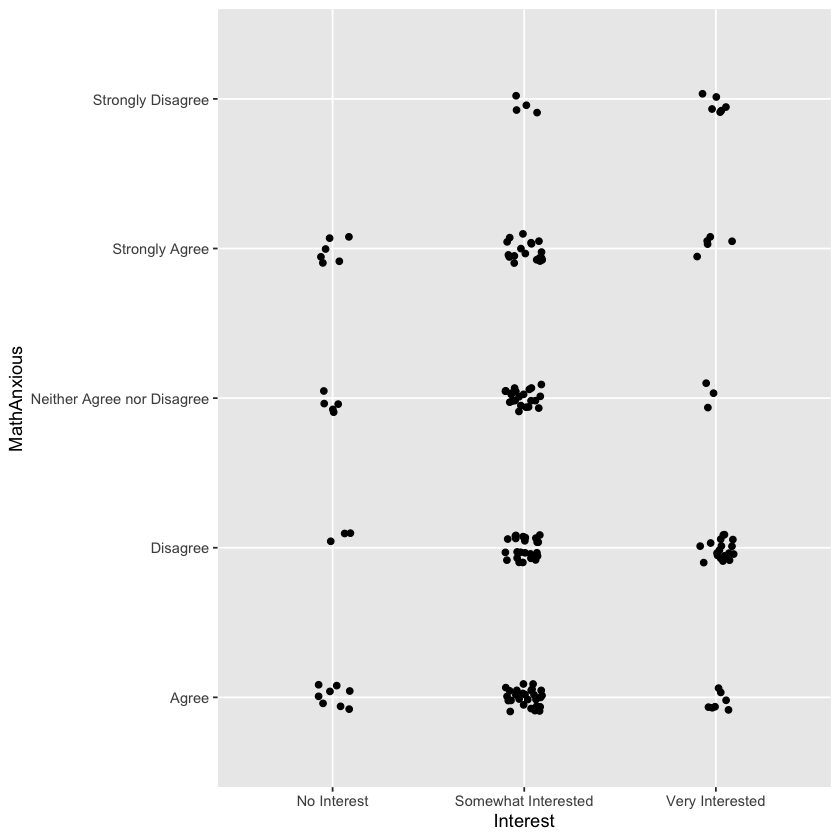 MathAnxious
Strongly Disagree
Strongly Agree
Neither Agree nor Disagree
Disagree
Agree
No Interest
Somewhat Interested
Very Interested
Interest